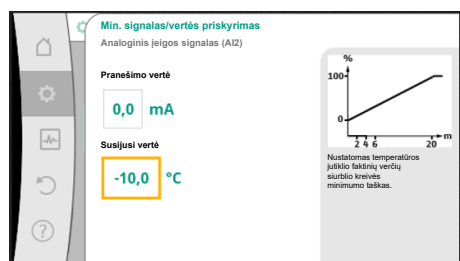 Min. signalas/vertės priskyrimas
Analoginis įeigos signalas (AI2)
Pranešimo vertė
0,0 mA
Susijusi vertė
-10,0 °C
%
100
0
2 4 6 20
m
Nustatomas temperatūros
jutiklio faktinių verčių
siurblio kreivės
minimumo taškas.
?